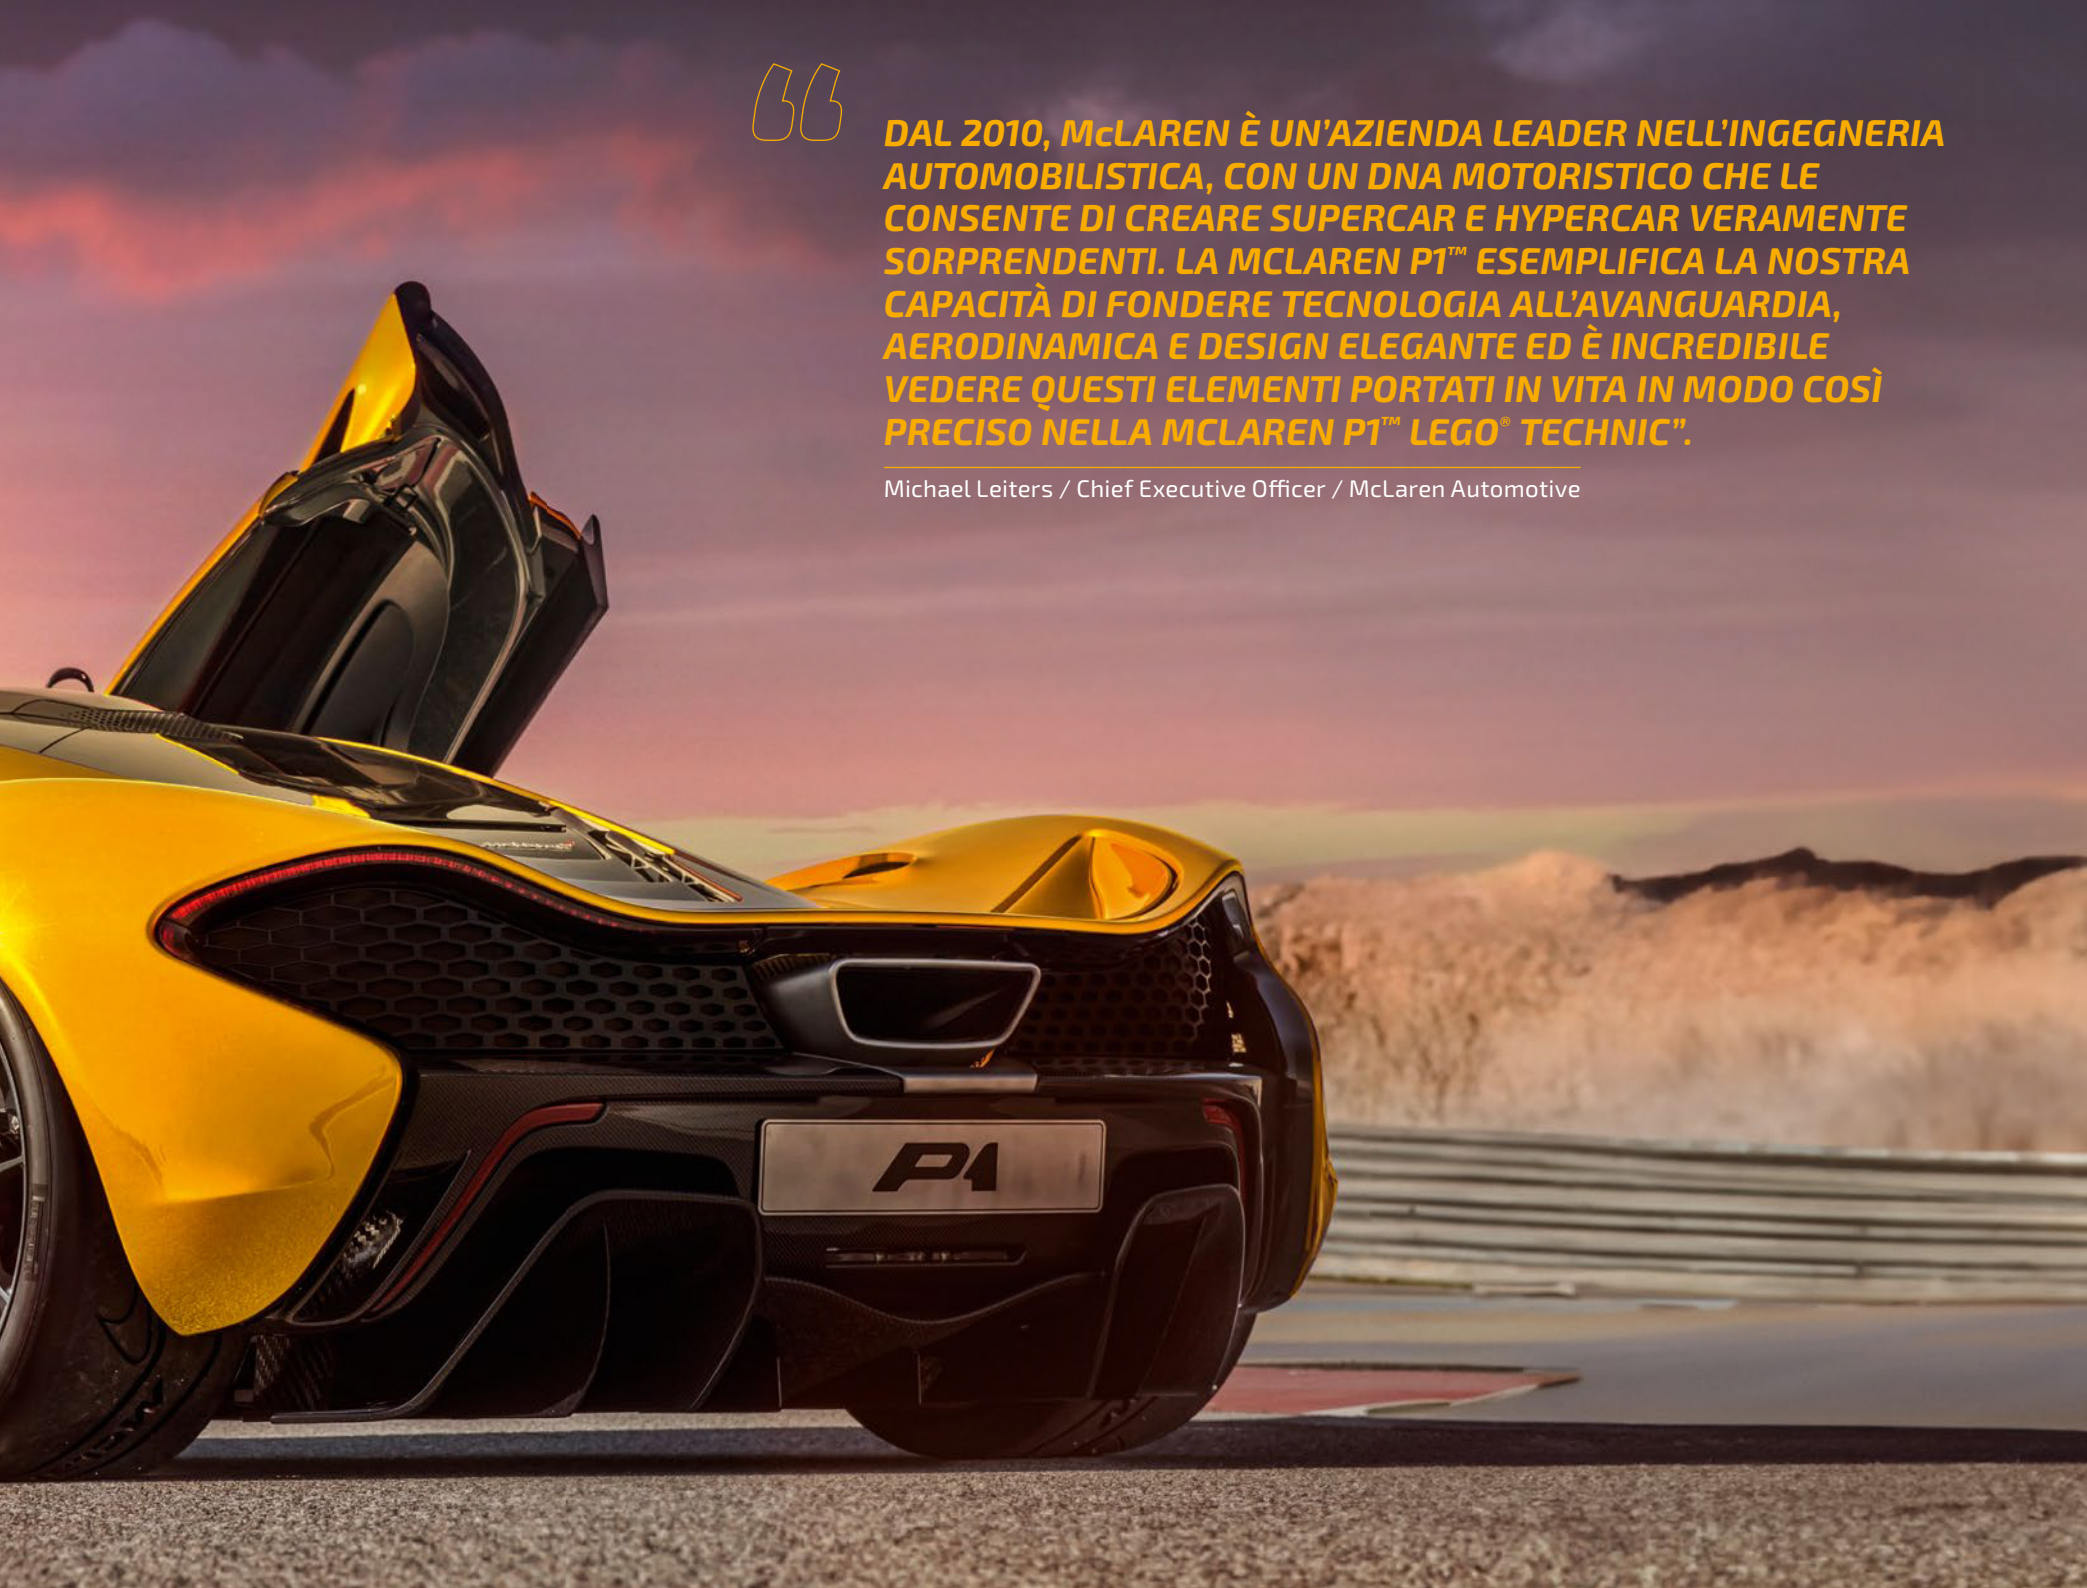 “
DAL 2010, McLAREN È UN’AZIENDA LEADER NELL’INGEGNERIA
AUTOMOBILISTICA, CON UN DNA MOTORISTICO CHE LE
CONSENTE DI CREARE SUPERCAR E HYPERCAR VERAMENTE
SORPRENDENTI. LA MCLAREN P1™ ESEMPLIFICA LA NOSTRA
CAPACITÀ DI FONDERE TECNOLOGIA ALL’AVANGUARDIA,
AERODINAMICA E DESIGN ELEGANTE ED È INCREDIBILE
VEDERE QUESTI ELEMENTI PORTATI IN VITA IN MODO COSÌ
PRECISO NELLA MCLAREN P1™ LEGO® TECHNIC”.
Michael Leiters / Chief Executive Officer / McLaren Automotive
P1